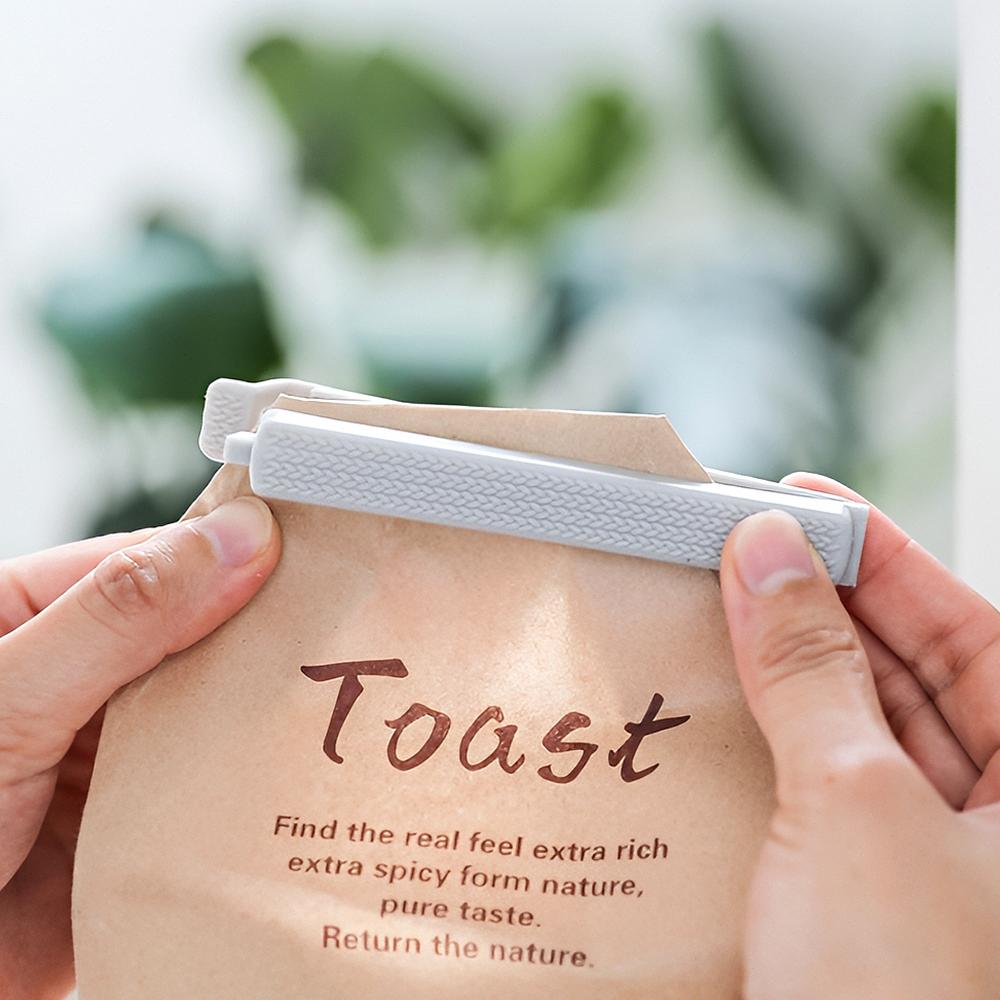 Toast
Find the real feel extra rich
extra spicy form nature,
pure taste.
Return the nature.